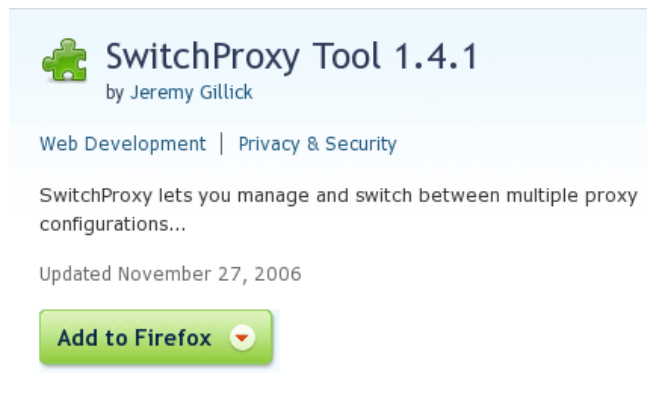 SwitchProxy Tool 1.4.1
by Jeremy Gillick
Web Development | Privacy & Security
SwitchProxy lets you manage and switch between multiple proxy
configurations...
Updated November 27, 2006
Add to Firefox